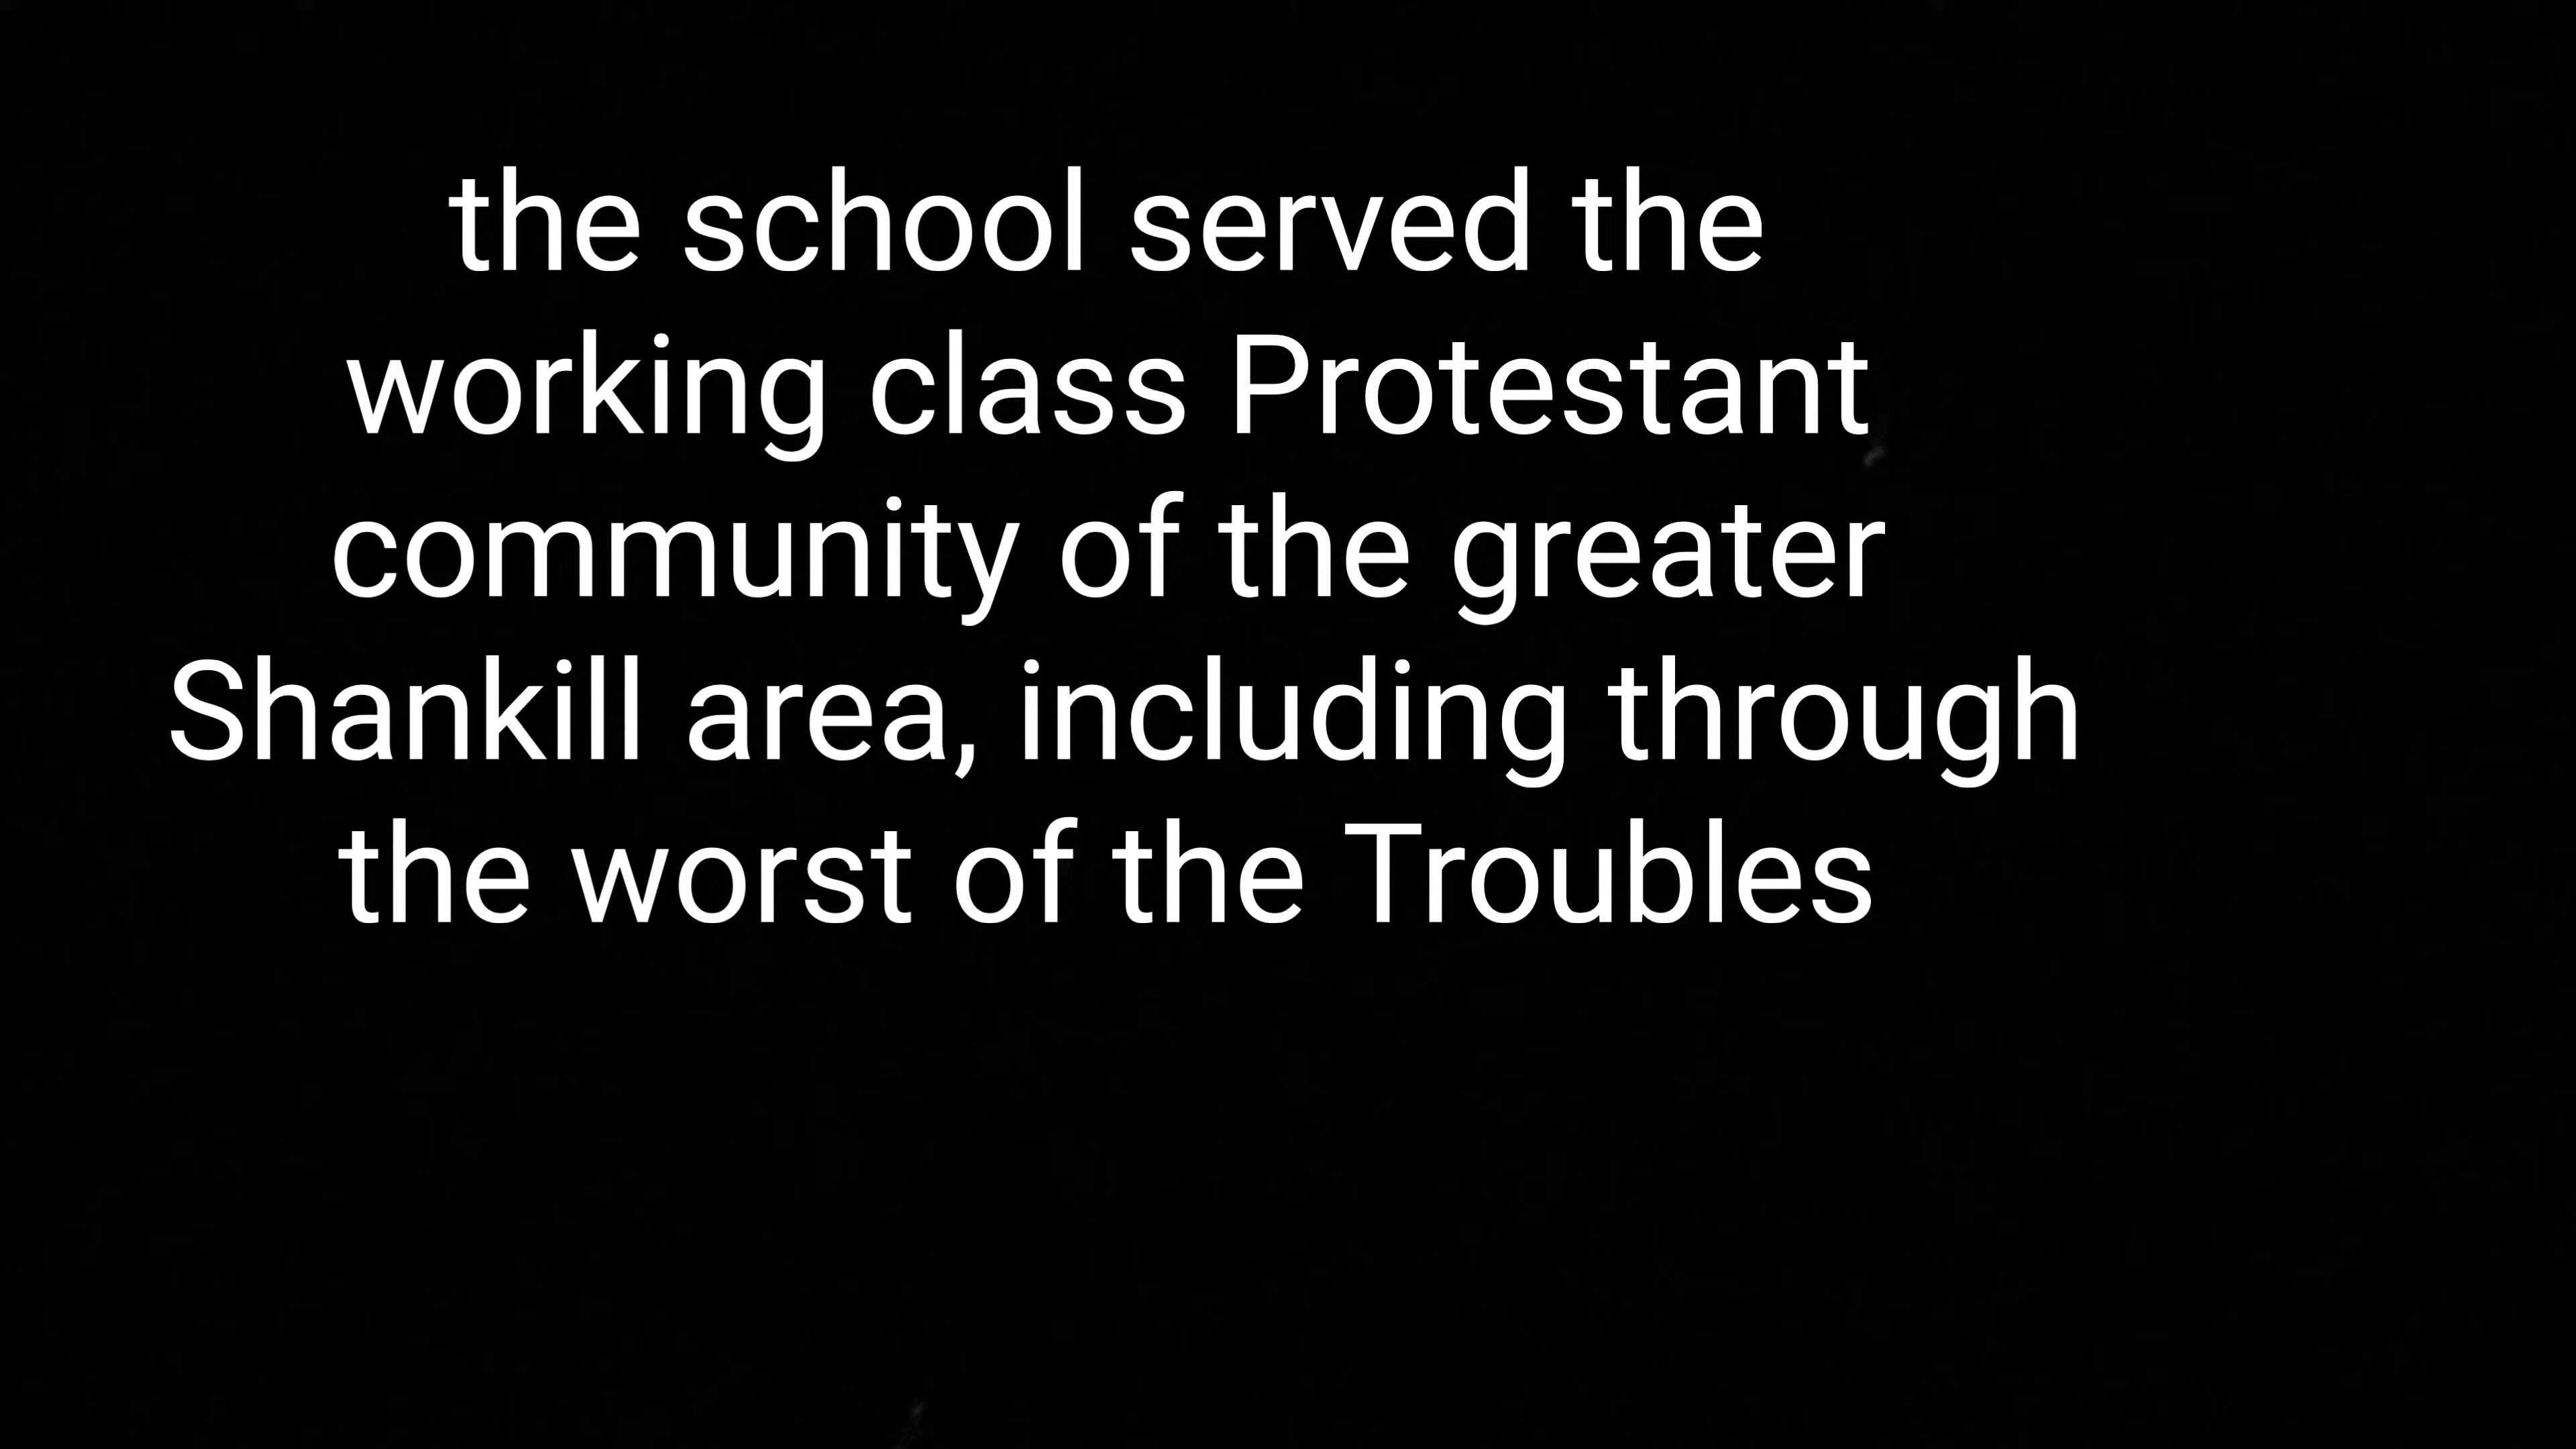 the school served the
working class Protestant
community of the greater
Shankill area, including through
the worst of the Troubles